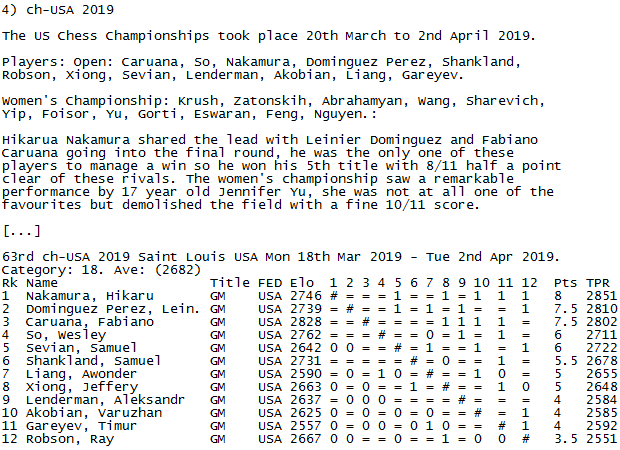 4) ch-USA 2019
The US Chess Championships took place 20th March to 2nd April 2019.
Players: Open: Caruana, So, Nakamura, Dominguez Perez, Shankland,
Robson, Xiong, Sevian, Lenderman, Akobian, Liang, Gareyev.
Women's Championship: Krush, Zatonskih, Abrahamyan, Wang, Sharevich,
Yip, Foisor, Yu, Gorti, Eswaran, Feng, Nguyen.:
Hikarua Nakamura shared the lead with Leinier Dominguez and Fabiano
Caruana going into the final round, he was the only one of these
players to manage a win so he won his 5th title with 8/11 half a point
clear of these rivals. The women's championship saw a remarkable
performance by 17 year old Jennifer Yu, she was not at all one of the
favourites but demolished the field with a fine 10/11 score.
[...]
63rd ch-USA 2019 Saint Louis USA Mon 18th Mar 2019 - Tue 2nd Apr 2019.
Category: 18. Ave: (2682)
Rk Name Title FED Elo 1 2 3 4 5 6 7 8 9 10 11 12 Pts TPR
1 Nakamura, Hikaru GM USA 2746 # = = = 1 = = 1 = 1 1 1 8 2851
2 Dominguez Perez, Lein. GM USA 2739 = # = = 1 = 1 = 1 = = 1 7.5 2810
3 Caruana, Fabiano GM USA 2828 = = # = = = = 1 1 1 1 = 7.5 2802
4 So, Wesley GM USA 2762 = = = # = = 0 = 1 = 1 = 6 2711
5 Sevian, Samuel GM USA 2642 0 0 = = # = 1 = = 1 = 1 6 2722
6 Shankland, Samuel GM USA 2731 = = = = = # = 0 = = 1 = 5.5 2678
7 Liang, Awonder GM USA 2590 = 0 = 1 0 = # = = 1 0 = 5 2655
8 Xiong, Jeffery GM USA 2663 0 = 0 = = 1 = # = = 1 0 5 2648
9 Lenderman, Aleksandr GM USA 2637 = 0 0 0 = = = = # = = = 4 2584
10 Akobian, Varuzhan GM USA 2625 0 = 0 = 0 = 0 = = # = 1 4 2585
11 Gareyev, Timur GM USA 2557 0 = 0 0 = 0 1 0 = = # 1 4 2592
12 Robson, Ray GM USA 2667 0 0 = = 0 = = 1 = 0 0 # 3.5 2551